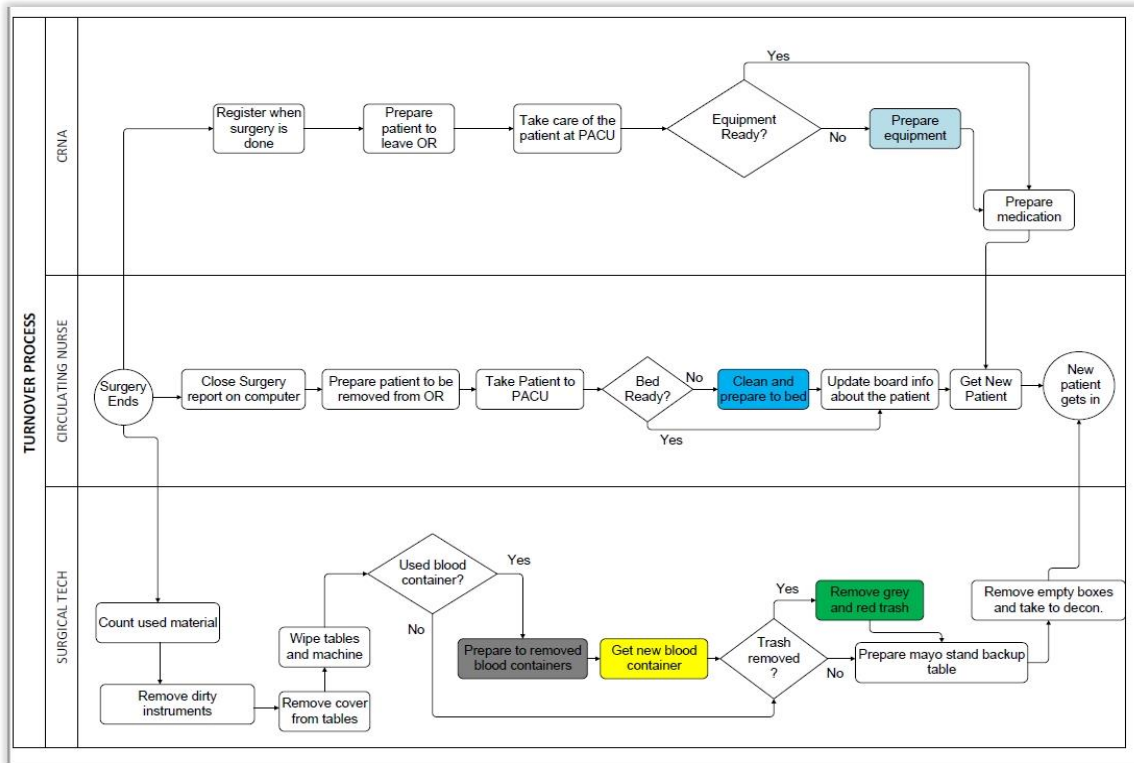 TURNOVER PROCESS
CRNA
Register when
surgery is
done
Prepare
patient to
leave OR
Take care of the
patient at PACU
Equipment
Ready?
Yes
No
Prepare
equipment
Prepare
medication
CIRCULATING NURSE
Surgery
Ends
Close Surgery
report on computer
Prepare patient to be
removed from OR
Take Patient to
PACU
Bed
Ready?
No
Yes
Clean and
prepare to bed
Update board info
about the patient
Get New
Patient
New
patient
gets in
SURGICAL TECH
Count used material
Remove dirty
instruments
Remove cover
from tables
Wipe tables
and machine
Used blood
container?
Yes
No
Prepare to removed
blood containers
Get new blood
container
Trash
removed
?
Yes
No
Remove grey
and red trash
Prepare mayo stand backup
table
Remove empty boxes
and take to decon.